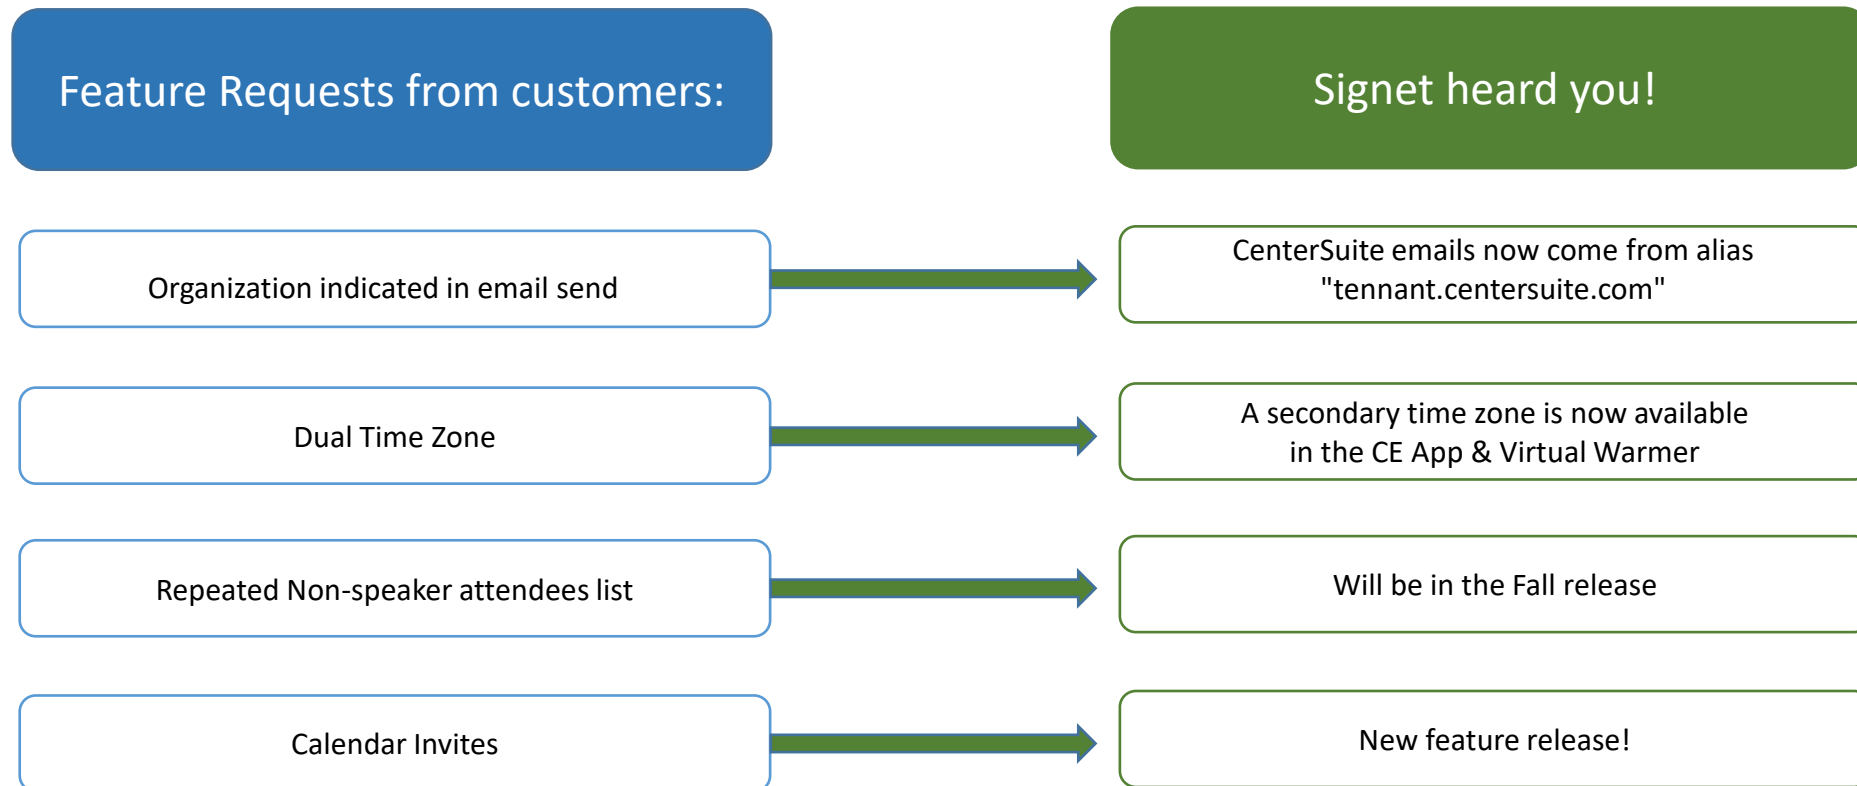 Feature Requests from customers:
Signet heard you!
Organization indicated in email send
CenterSuite emails now come from alias
"tennant.centersuite.com"
Dual Time Zone
A secondary time zone is now available
in the CE App & Virtual Warmer
Repeated Non-speaker attendees list
Will be in the Fall release
Calendar Invites
New feature release!